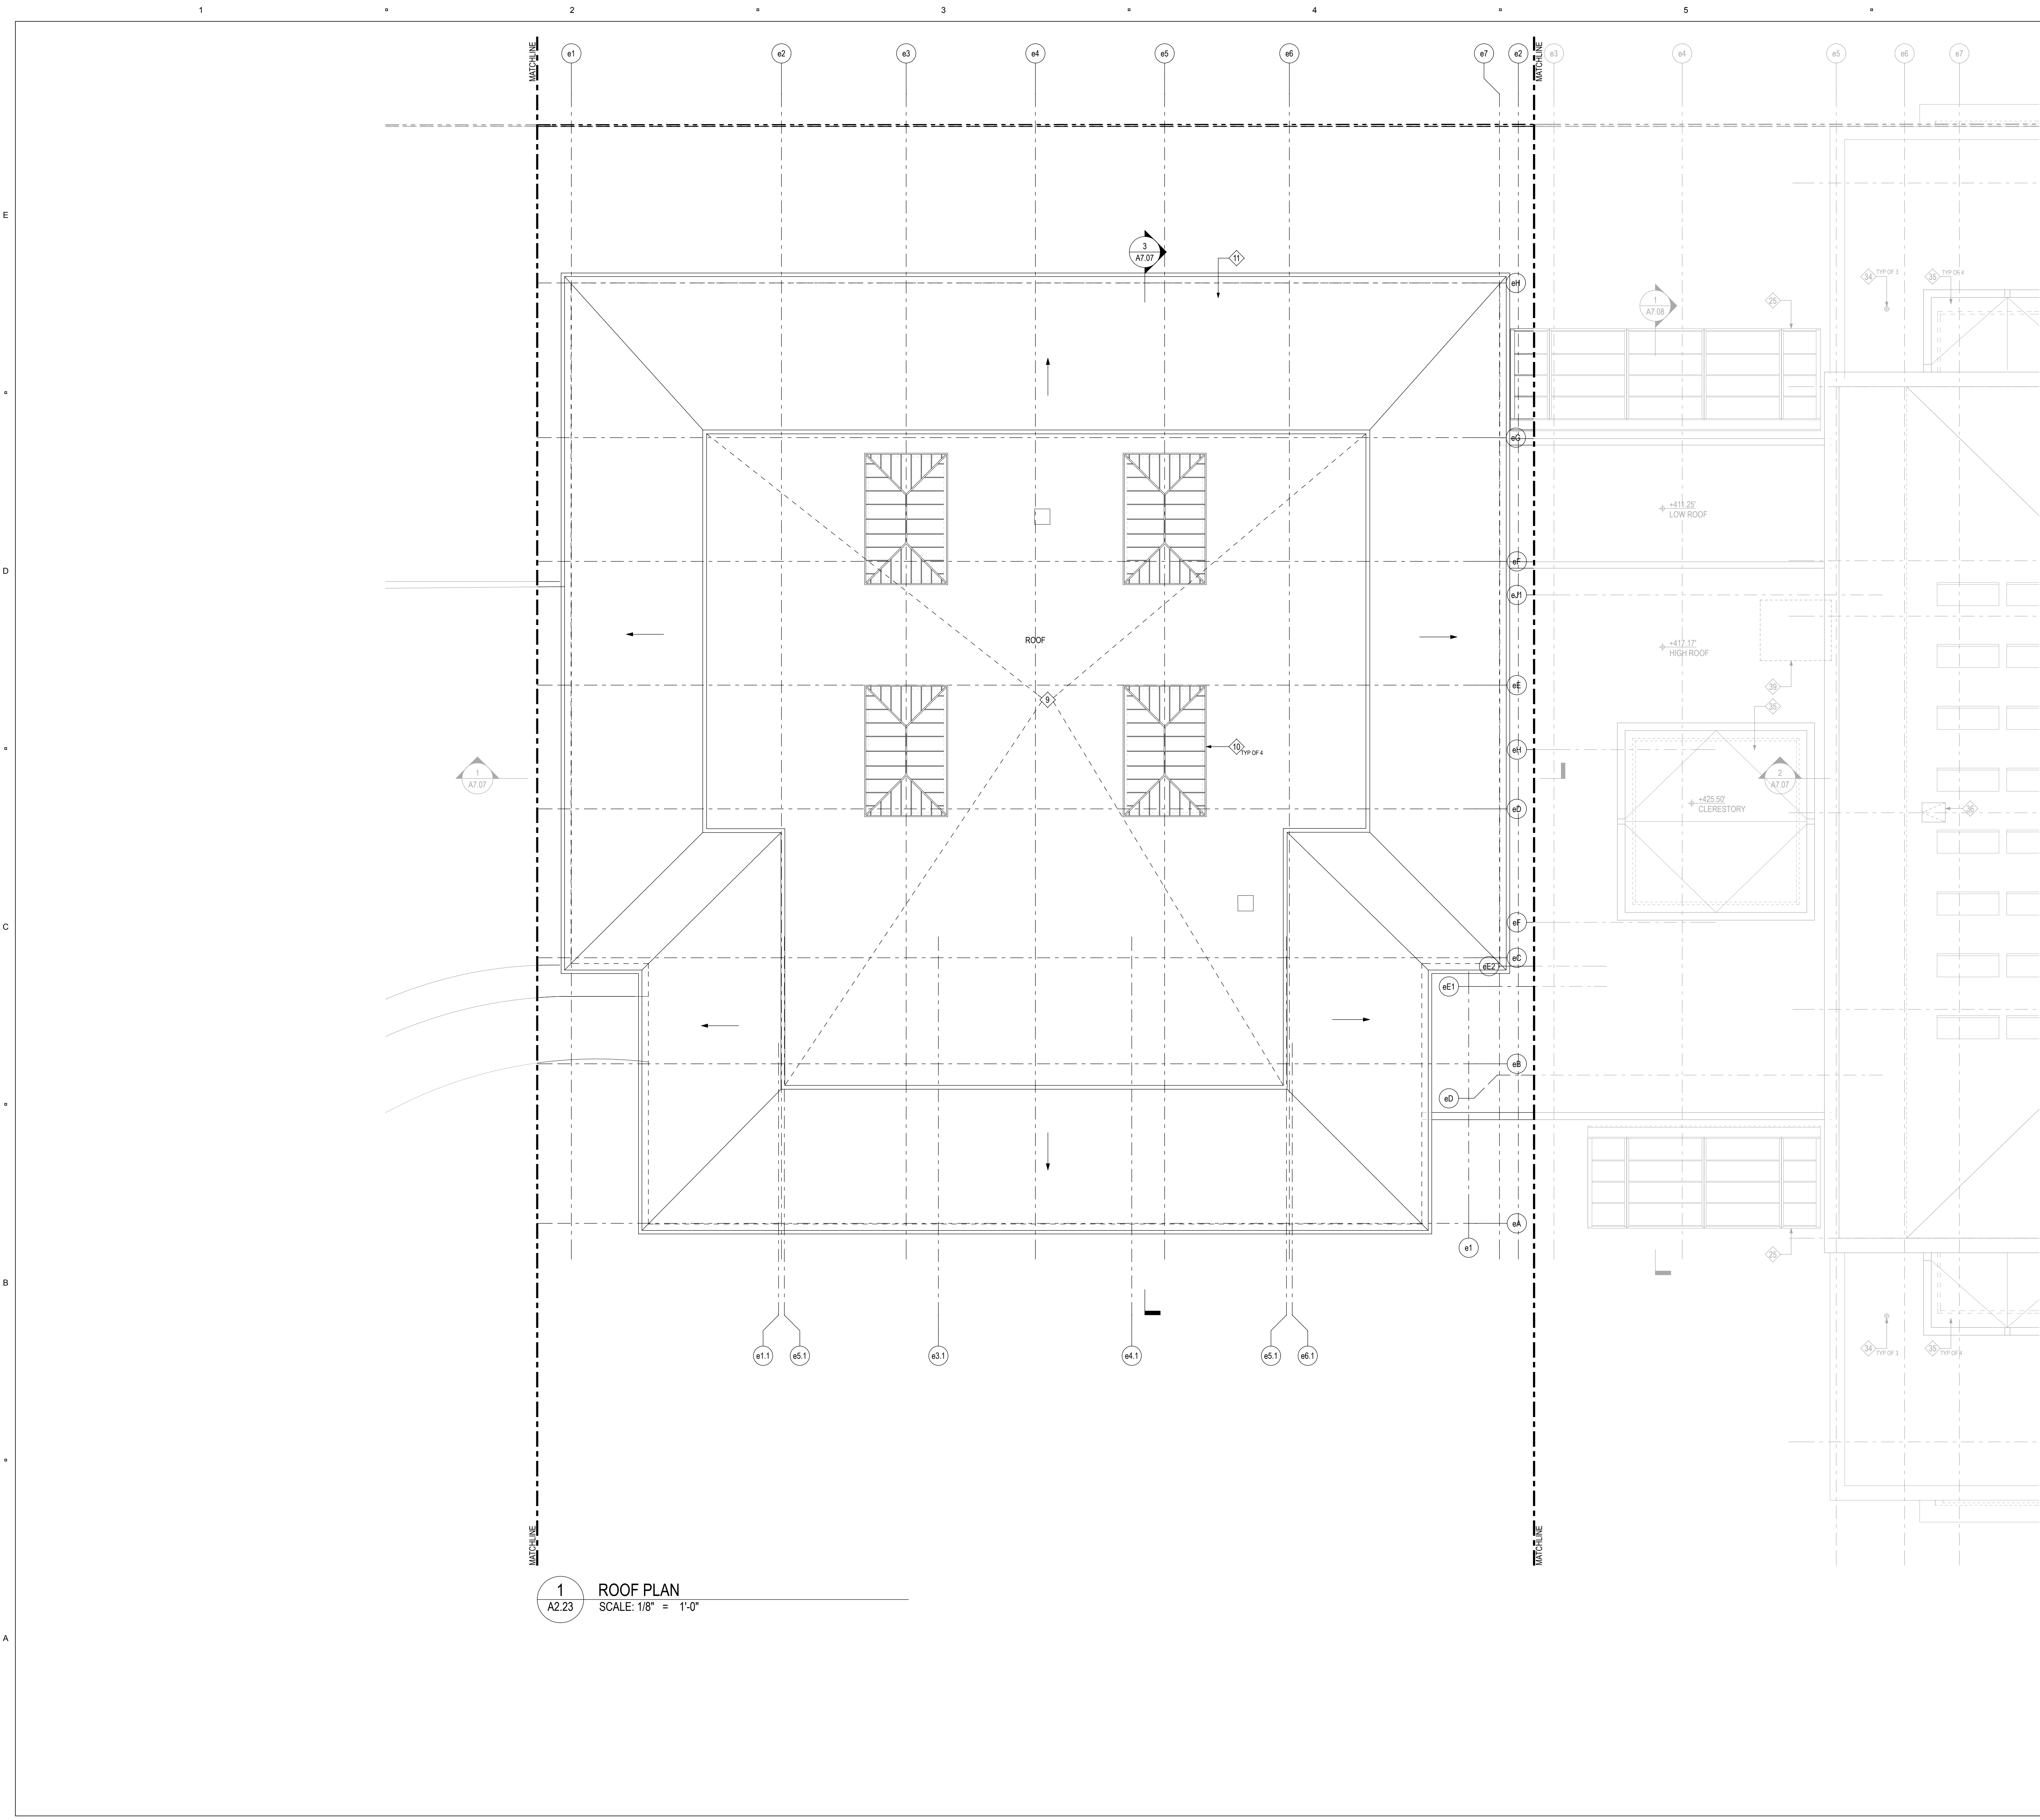 1 2 3 4 5
MATCHLINE MATCHLINE
e1 e2 e3 e4 e5 e6 e7 e2 e3 e4 e5 e6 e7
E
3
A7.07
11
eH
34 TYP OF 3
35 TYP OF 4
1
A7.08
25
eG
+411.25'
LOW ROOF
D
eF
eJ1
ROOF
+417.17'
HIGH ROOF
eE
39
9
35
10 TYP OF 4
eH
1
A7.07
2
A7.07
+425.50'
CLERESTORY
eD
36
C
eF
eC
eE2
eE1
eB
eD
eA
e1
25
B
e1.1 e5.1 e3.1 e4.1 e5.1 e6.1
34 TYP OF 3
35 TYP OF 4
MATCHLINE MATCHLINE
1
A2.23
ROOF PLAN
SCALE: 1/8" = 1'-0"
A